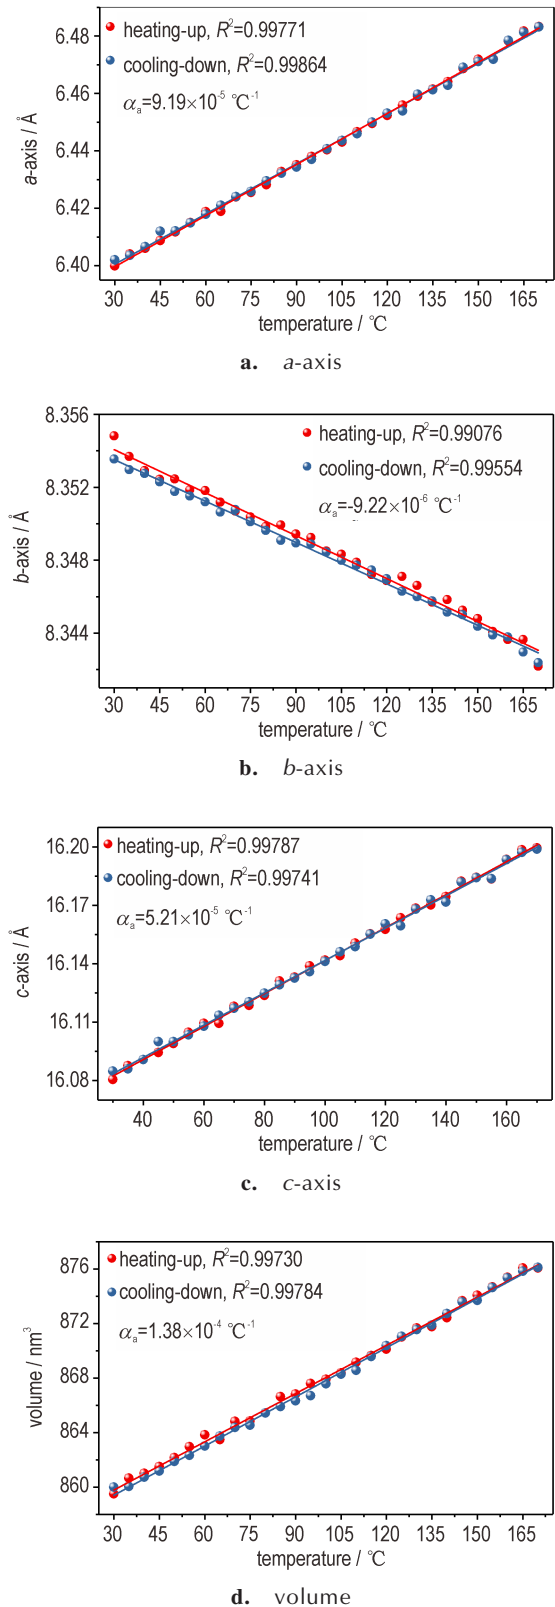 6.48
6.46
6.44
6.42
6.40
a-axis / Å
heating-up, R²=0.99771
cooling-down, R²=0.99864
αₐ=9.19×10⁻⁵ ℃⁻¹
30 45 60 75 90 105 120 135 150 165
temperature / ℃
a. a-axis
8.356
8.352
8.348
8.344
b-axis / Å
heating-up, R²=0.99076
cooling-down, R²=0.99554
αₐ=-9.22×10⁻⁶ ℃⁻¹
30 45 60 75 90 105 120 135 150 165
temperature / ℃
b. b-axis
16.20
16.17
16.14
16.11
16.08
c-axis / Å
heating-up, R²=0.99787
cooling-down, R²=0.99741
αₐ=5.21×10⁻⁵ ℃⁻¹
40 60 80 100 120 140 160
temperature / ℃
c. c-axis
876
872
868
864
860
volume / nm³
heating-up, R²=0.99730
cooling-down, R²=0.99784
αₐ=1.38×10⁻⁴ ℃⁻¹
30 45 60 75 90 105 120 135 150 165
temperature / ℃
d. volume